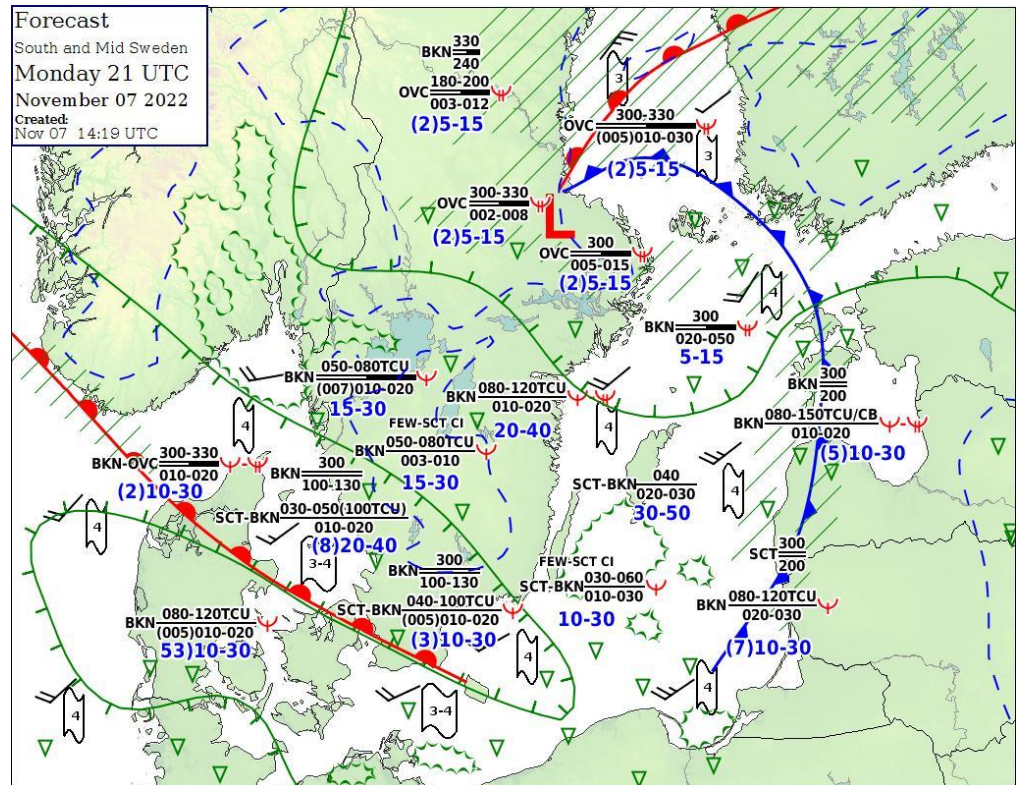 Forecast
South and Mid Sweden
Monday 21 UTC
November 07 2022
Created:
Nov 07 14:19 UTC
BKN 330
240
OVC 180-200
003-012
(2)5-15
3
OVC 300-330
(005)010-030
(2)5-15
3
OVC 300-330
002-008
(2)5-15
L
OVC 300
005-015
(2)5-15
4
BKN 300
020-050
5-15
BKN 050-080TCU
(007)010-020
15-30
BKN 080-120TCU
010-020
20-40
BKN 300
200
BKN 080-150TCU/CB
010-020
(5)10-30
4
4
FEW-SCT CI
BKN 050-080TCU
003-010
15-30
BKN-OVC 300-330
010-020
(2)10-30
BKN 300
100-130
SCT-BKN 040
020-030
30-50
4
4
SCT-BKN 030-050(100TCU)
010-020
(8)20-40
3-4
SCT 300
200
BKN 300
100-130
FEW-SCT CI
SCT-BKN 030-060
010-030
10-30
SCT-BKN 040-100TCU
(005)010-020
(3)10-30
BKN 080-120TCU
020-030
(7)10-30
BKN 080-120TCU
(005)010-020
53)10-30
4
4
4
3-4